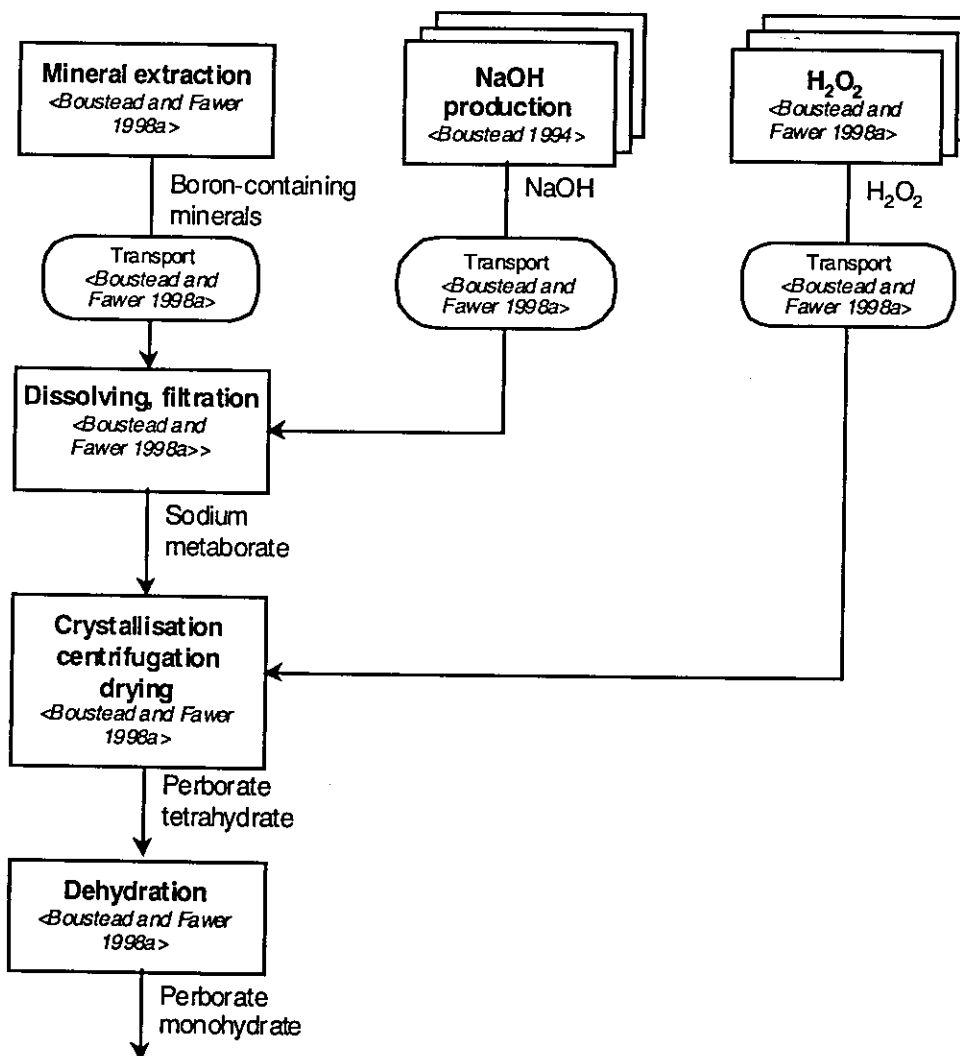 Mineral extraction
<Boustead and Fawer
1998a>
NaOH
production
<Boustead 1994>
H₂O₂
<Boustead and
Fawer 1998a>
Boron-containing
minerals
NaOH
H₂O₂
Transport
<Boustead and
Fawer 1998a>
Transport
<Boustead and
Fawer 1998a>
Transport
<Boustead and
Fawer 1998a>
Dissolving, filtration
<Boustead and
Fawer 1998a>>
Sodium
metaborate
Crystallisation
centrifugation
drying
<Boustead and Fawer
1998a>
Perborate
tetrahydrate
Dehydration
<Boustead and Fawer
1998a>
Perborate
monohydrate